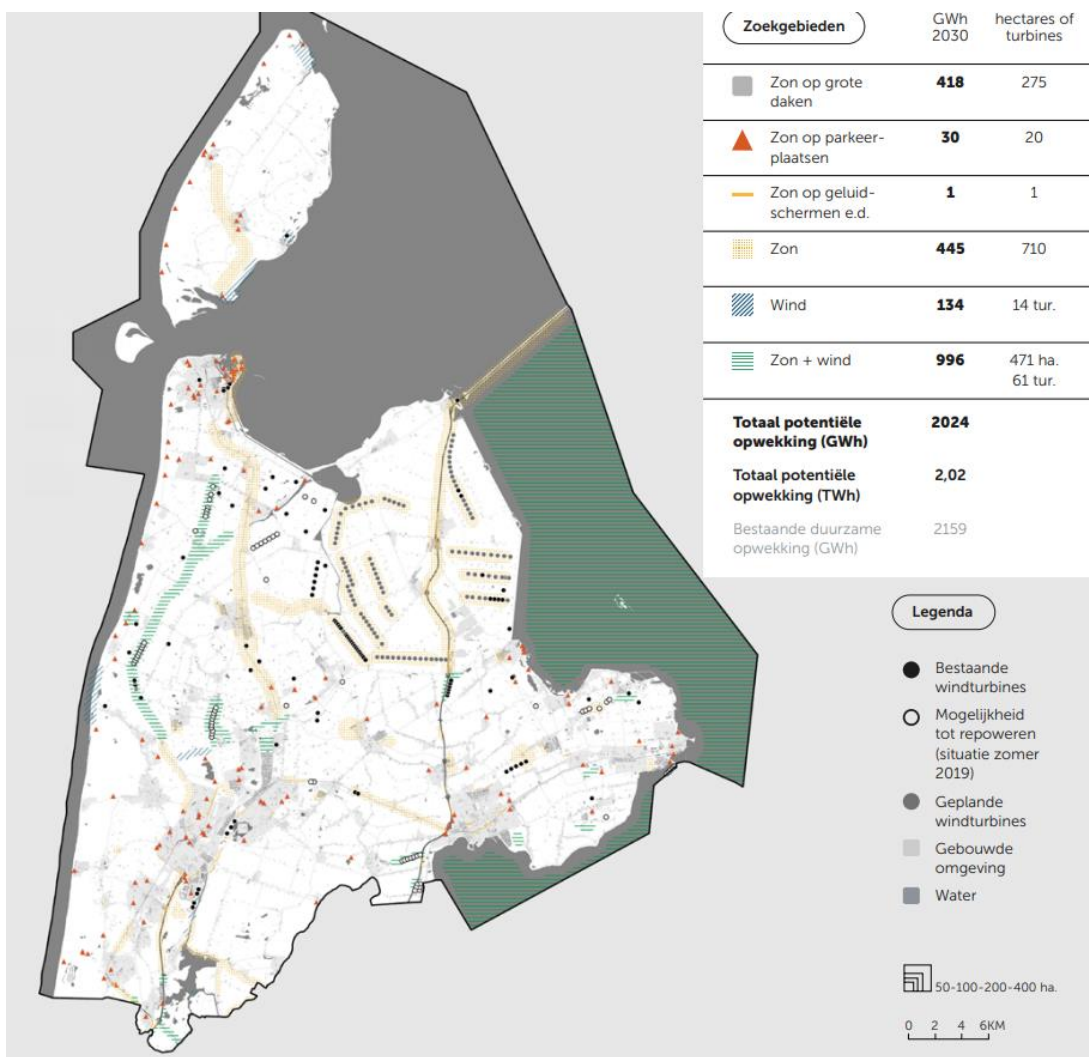 Zoekgebieden
GWh
2030
hectares of
turbines
Zon op grote
daken
418
275
Zon op parkeer-
plaatsen
30
20
Zon op geluid-
schermen e.d.
1
1
Zon
445
710
Wind
134
14 tur.
Zon + wind
996
471 ha.
61 tur.
Totaal potentiële
opwekking (GWh)
2024
Totaal potentiële
opwekking (TWh)
2,02
Bestaande duurzame
opwekking (GWh)
2159
Legenda
Bestaande
windturbines
Mogelijkheid
tot repoweren
(situatie zomer
2019)
Geplande
windturbines
Gebouwde
omgeving
Water
50-100-200-400 ha.
0 2 4 6KM